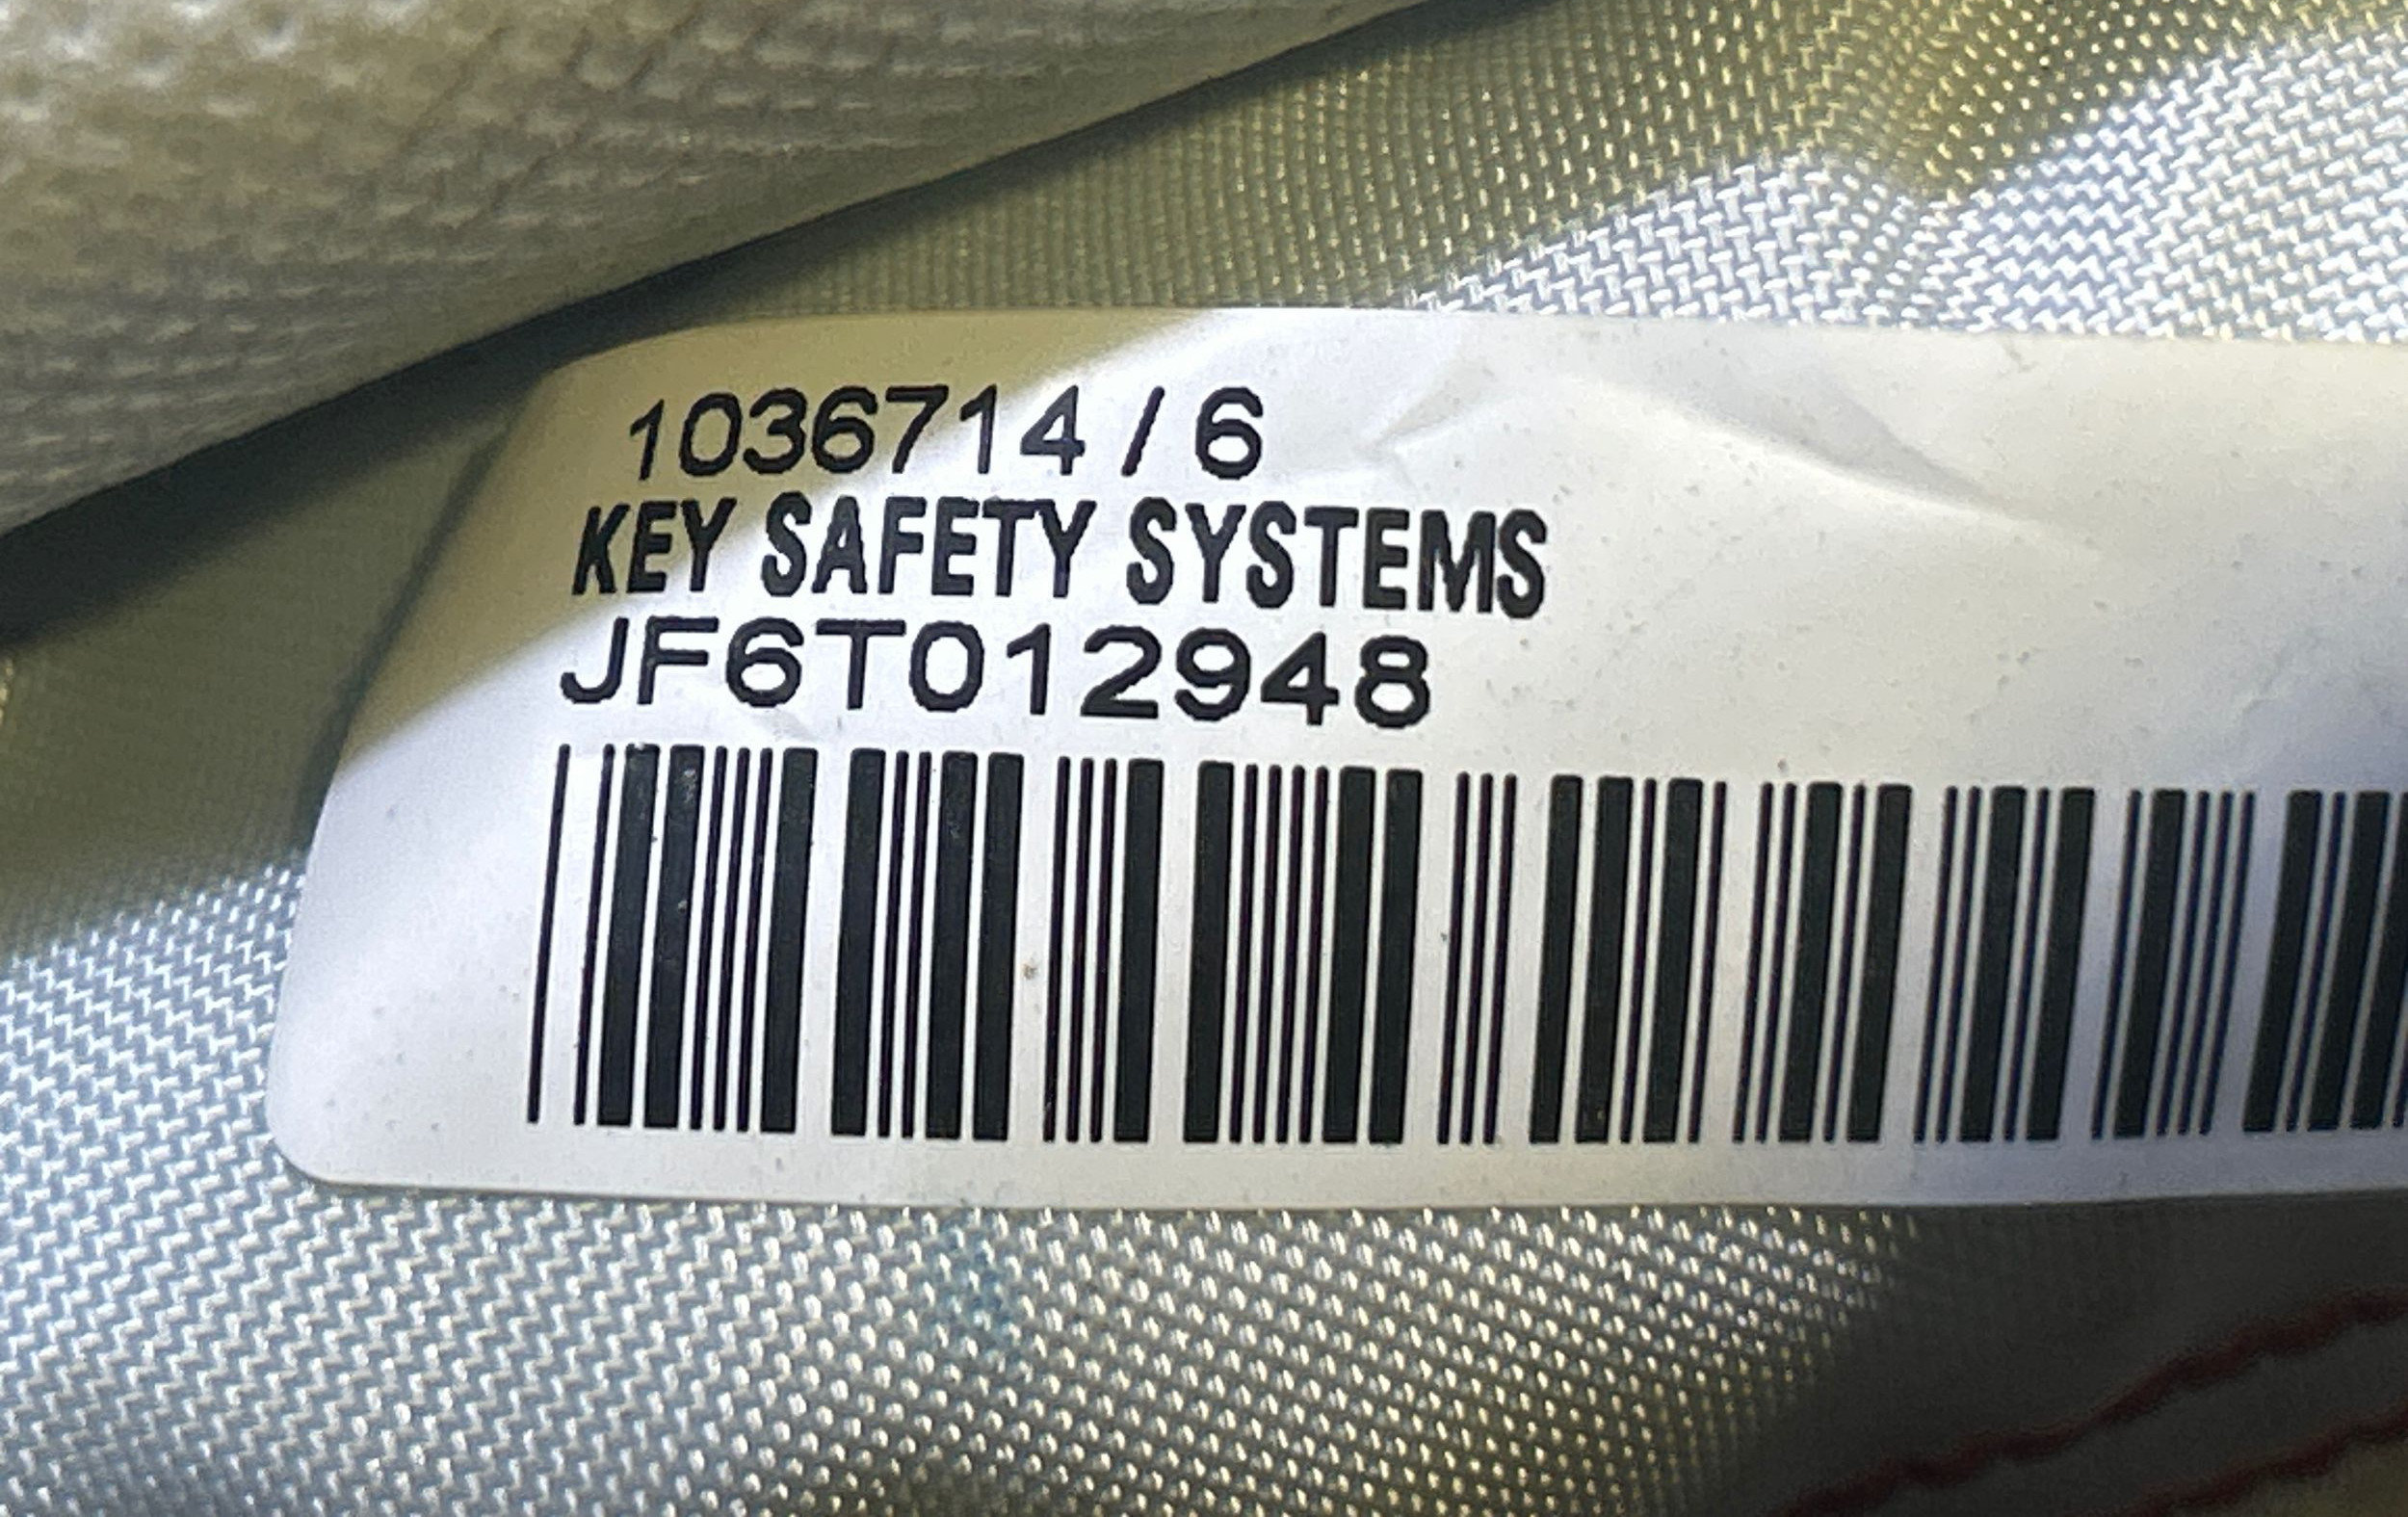 1036714 / 6
KEY SAFETY SYSTEMS
JF6T012948